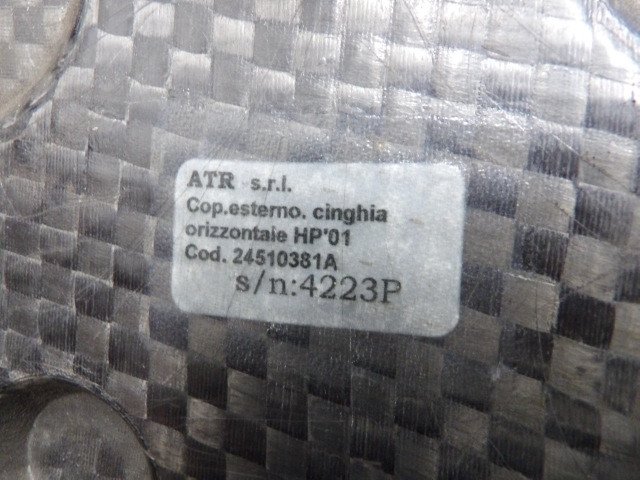 ATR s.r.l.
Cop.esterno. cinghia
orizzontale HP'01
Cod. 24510381A
s/n:4223P